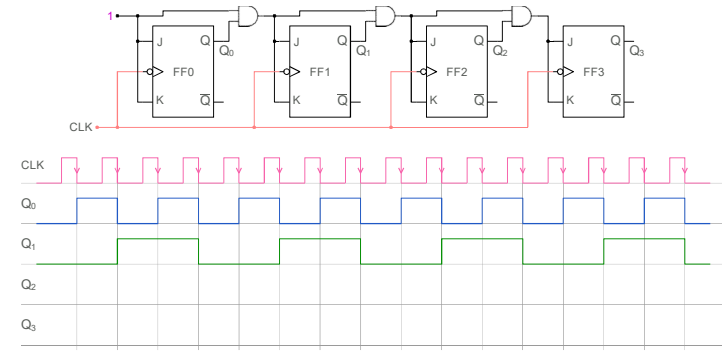 1
J Q Q₀ J Q Q₁ J Q Q₂ J Q Q₃
FF0 FF1 FF2 FF3
K Q̅ K Q̅ K Q̅ K Q̅
CLK
CLK
Q₀
Q₁
Q₂
Q₃